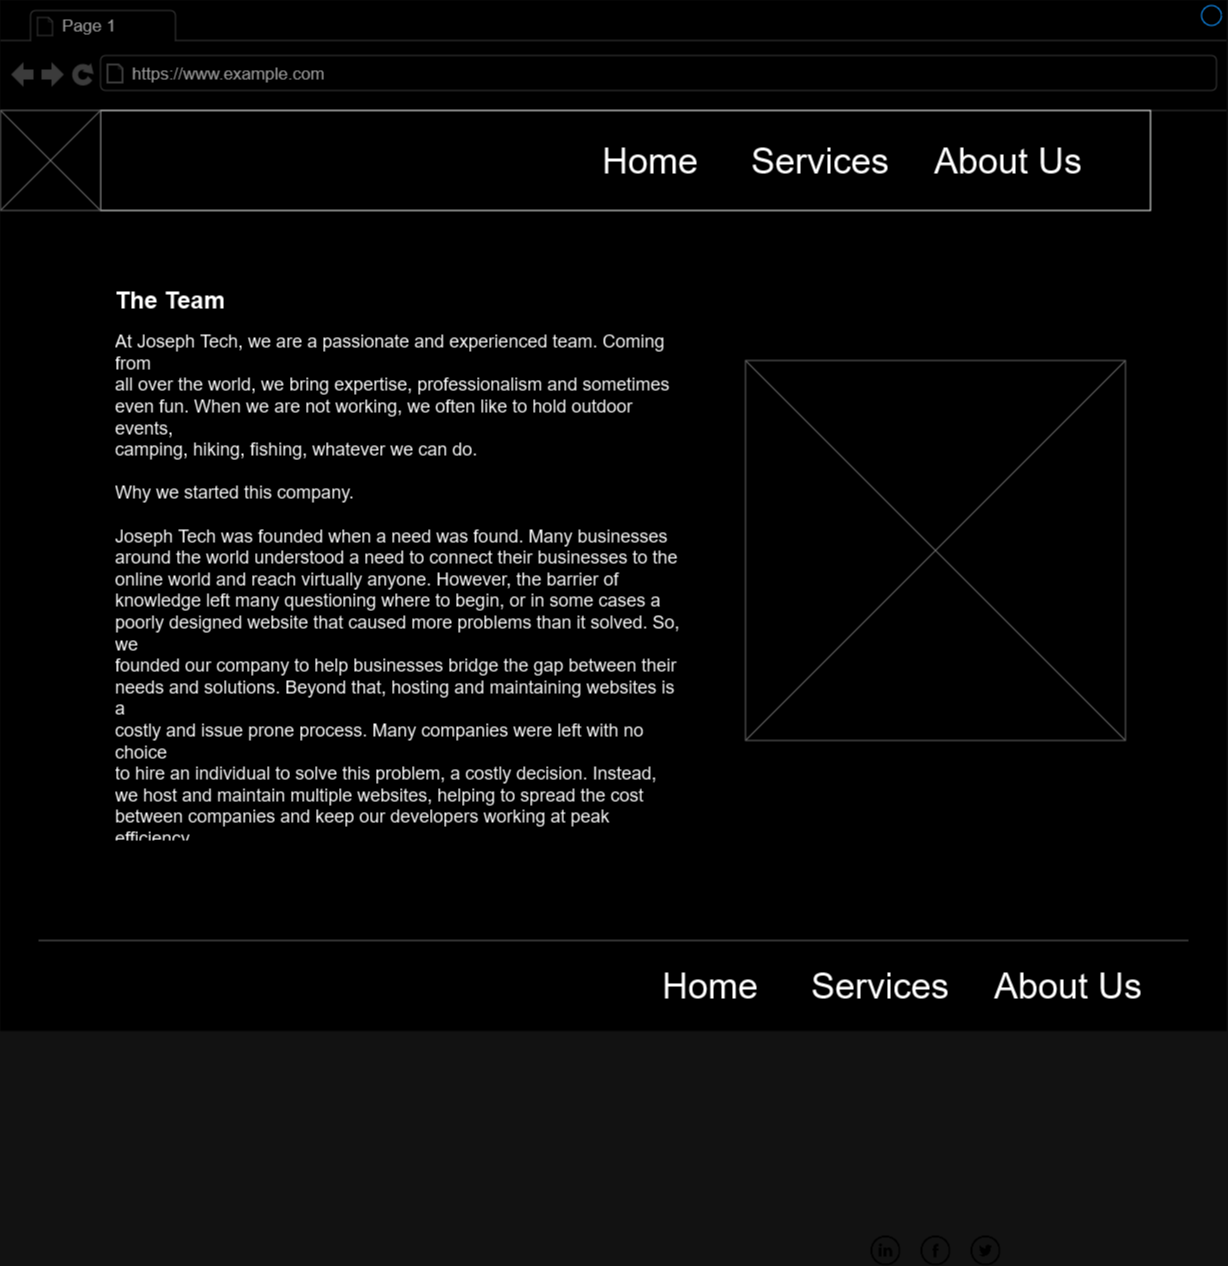 Page 1
https://www.example.com
Home Services About Us
The Team
At Joseph Tech, we are a passionate and experienced team. Coming
from
all over the world, we bring expertise, professionalism and sometimes
even fun. When we are not working, we often like to hold outdoor
events,
camping, hiking, fishing, whatever we can do.
Why we started this company.
Joseph Tech was founded when a need was found. Many businesses
around the world understood a need to connect their businesses to the
online world and reach virtually anyone. However, the barrier of
knowledge left many questioning where to begin, or in some cases a
poorly designed website that caused more problems than it solved. So,
we
founded our company to help businesses bridge the gap between their
needs and solutions. Beyond that, hosting and maintaining websites is
a
costly and issue prone process. Many companies were left with no
choice
to hire an individual to solve this problem, a costly decision. Instead,
we host and maintain multiple websites, helping to spread the cost
between companies and keep our developers working at peak
efficiency
Home Services About Us
in f